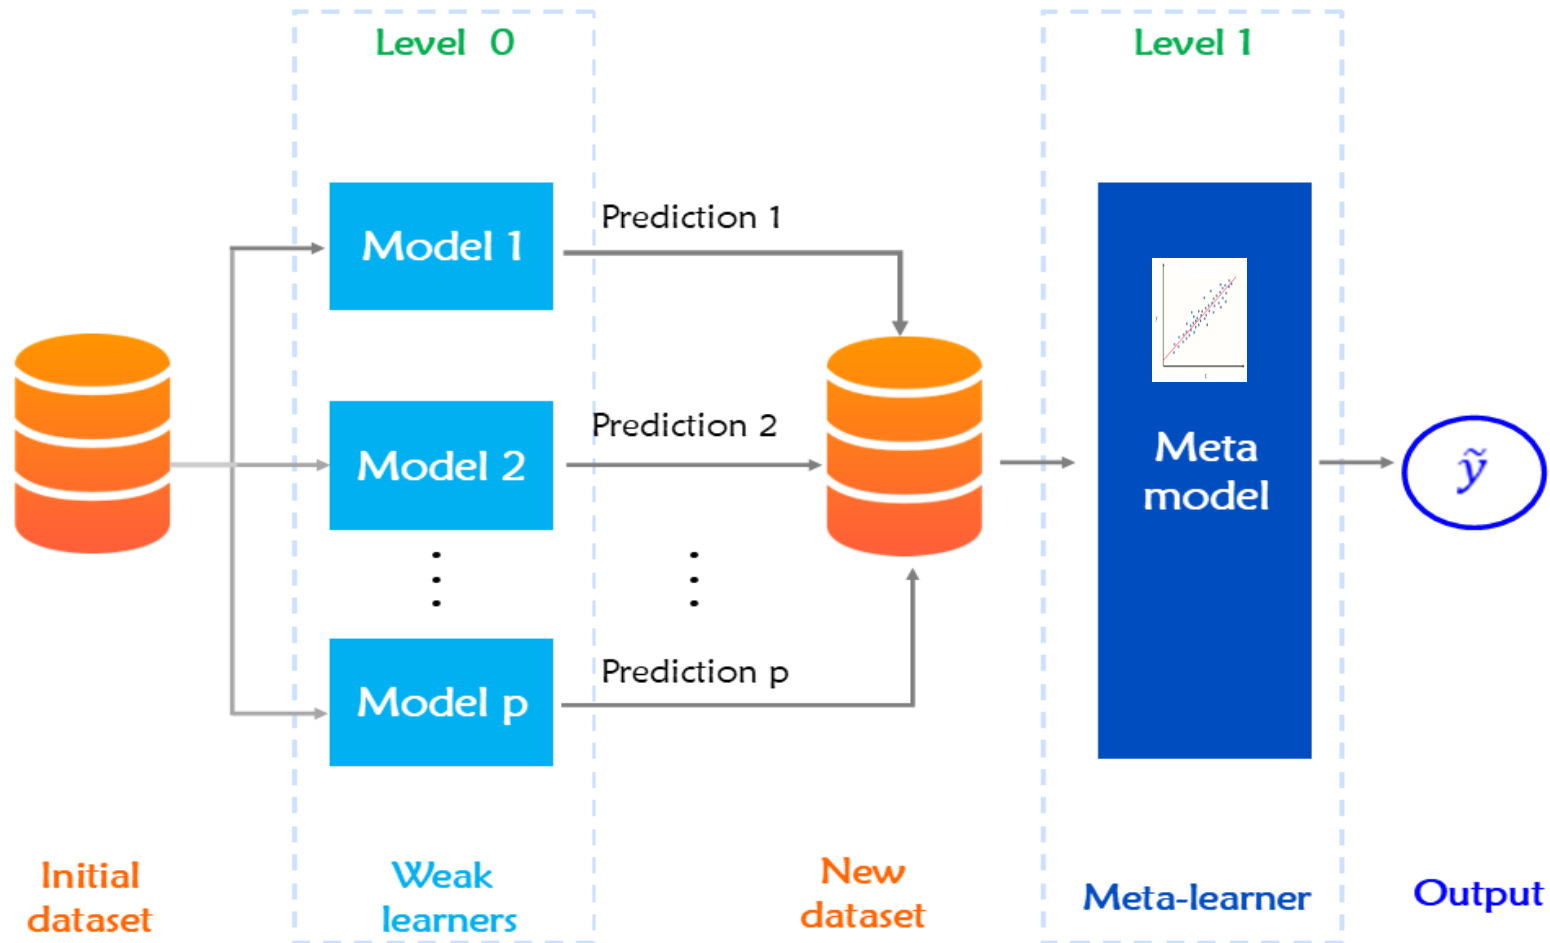 Level 0
Level 1
Model 1
Prediction 1
Model 2
Prediction 2
Meta
model
ỹ
Model p
Prediction p
Initial
dataset
Weak
learners
New
dataset
Meta-learner
Output